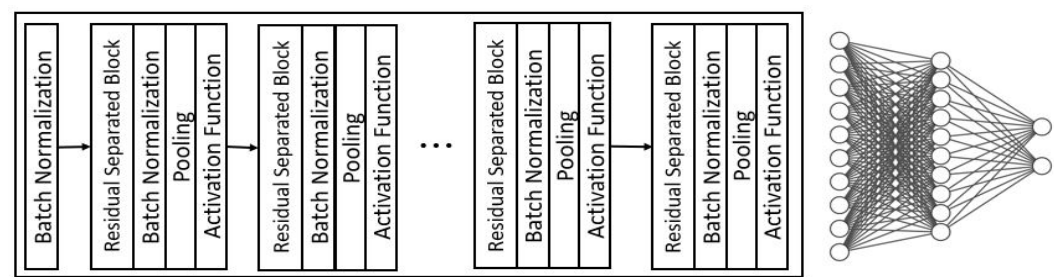 Batch Normalization
Residual Separated Block
Batch Normalization
Pooling
Activation Function
Residual Separated Block
Batch Normalization
Pooling
Activation Function
...
Residual Separated Block
Batch Normalization
Pooling
Activation Function
Residual Separated Block
Batch Normalization
Pooling
Activation Function